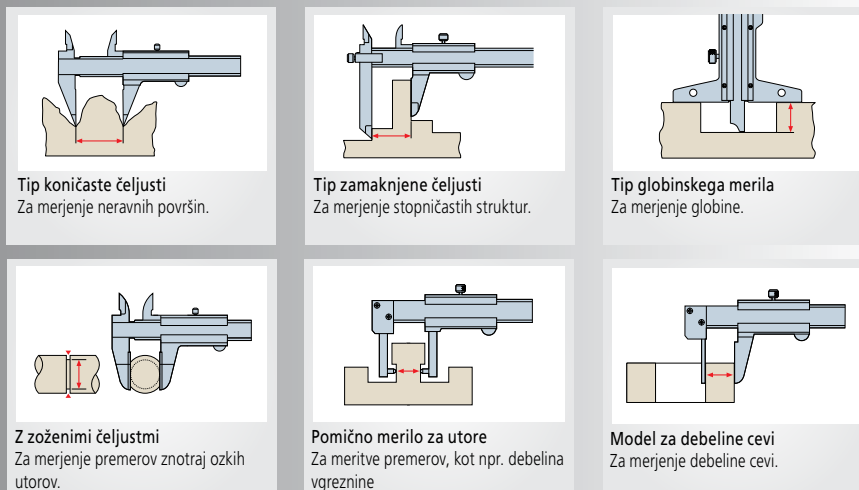 Tip koničaste čeljusti
Za merjenje neravnih površin.
Tip zamaknjene čeljusti
Za merjenje stopničastih struktur.
Tip globinskega merila
Za merjenje globine.
Z zoženimi čeljustmi
Za merjenje premerov znotraj ozkih
utorov.
Pomično merilo za utore
Za meritve premerov, kot npr. debelina
vgreznine
Model za debeline cevi
Za merjenje debeline cevi.